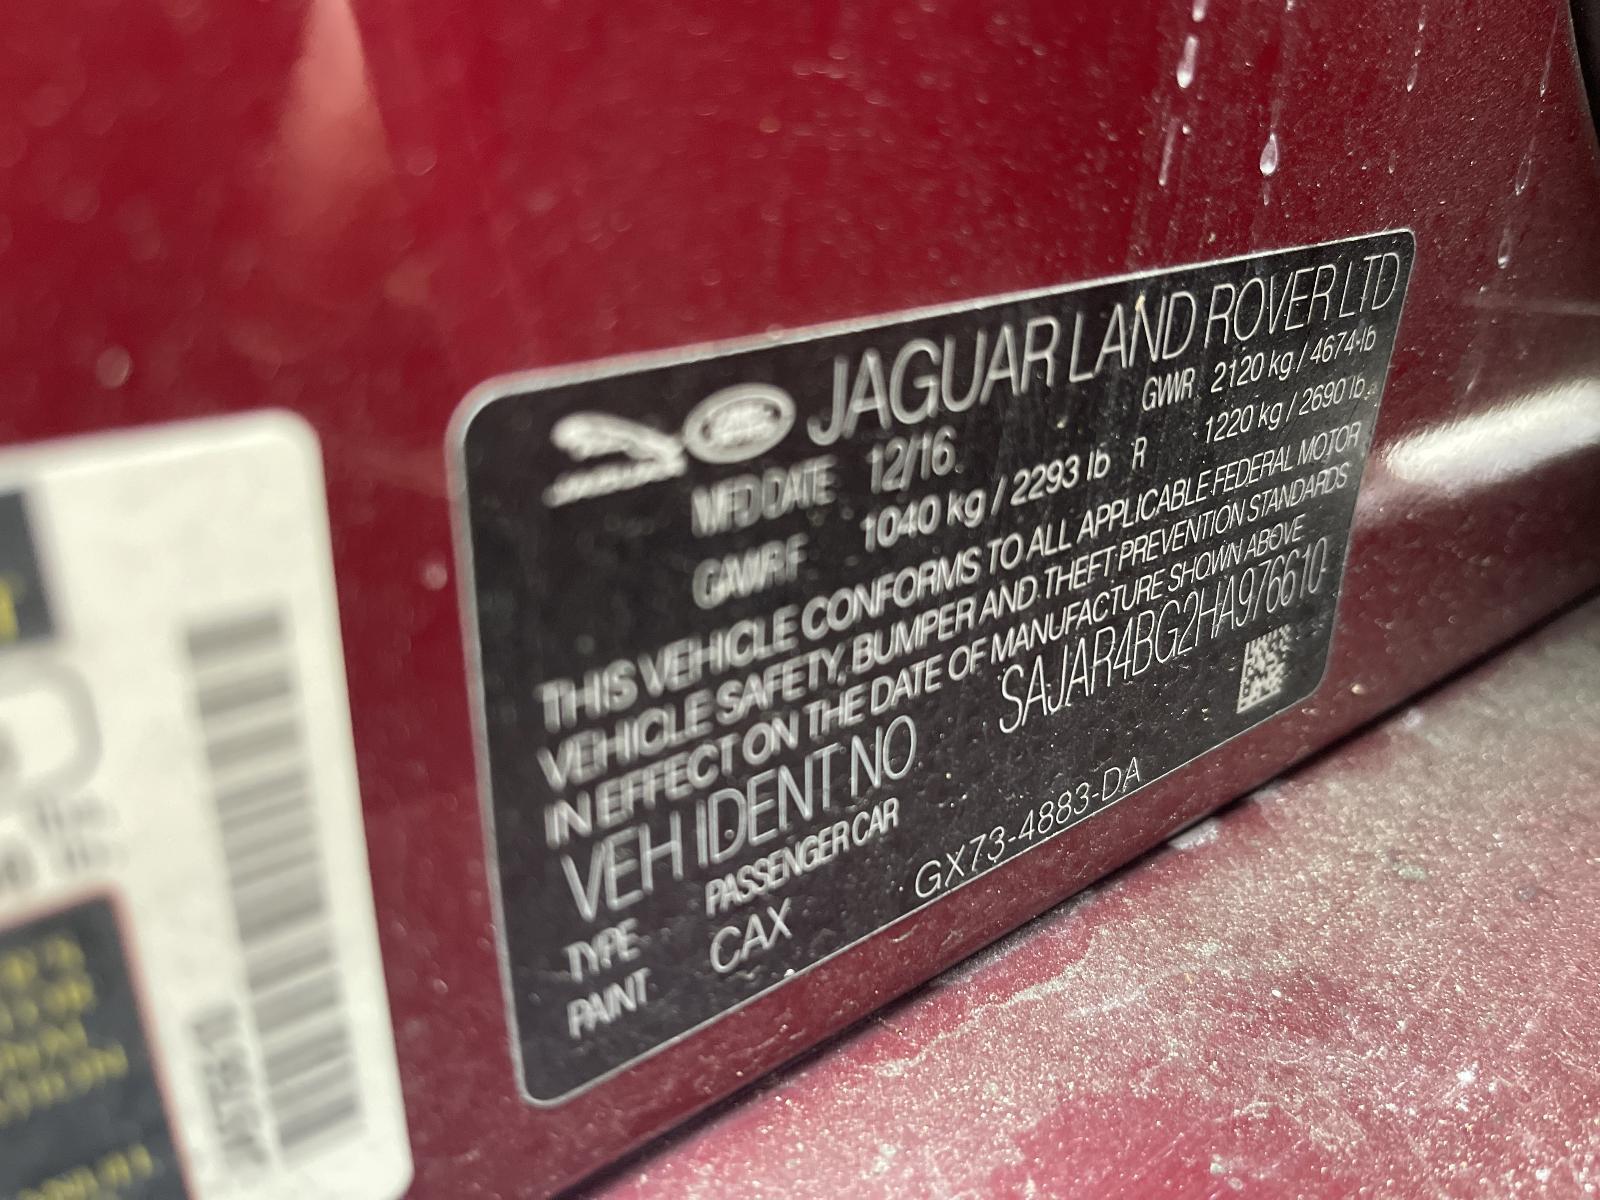 JAGUAR LAND ROVER LTD
MFD DATE 12/16 GVWR 2120 kg / 4674 lb
GAWR F 1040 kg / 2293 lb R 1220 kg / 2690 lb
THIS VEHICLE CONFORMS TO ALL APPLICABLE FEDERAL MOTOR
VEHICLE SAFETY, BUMPER AND THEFT PREVENTION STANDARDS
IN EFFECT ON THE DATE OF MANUFACTURE SHOWN ABOVE
VEH IDENT NO SAJAR4BG2HA976610
TYPE PASSENGER CAR
PAINT CAX GX73-4883-DA